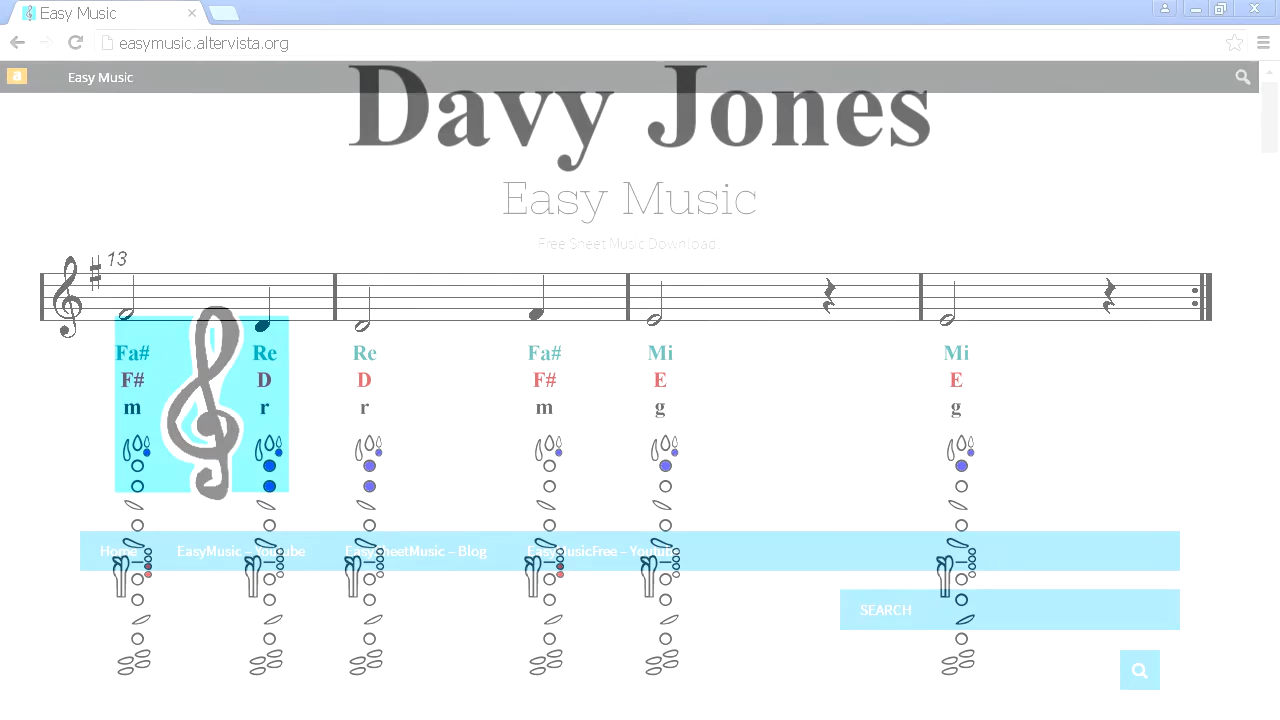 Easy Music
easymusic.altervista.org
a Easy Music
Davy Jones
Easy Music
Free Sheet Music Download.
13
Fa# Re Re Fa# Mi Mi
F# D D F# E E
m r r m g g
Home EasyMusic – Youtube EasySheetMusic – Blog EasyMusicFree – Youtube
SEARCH